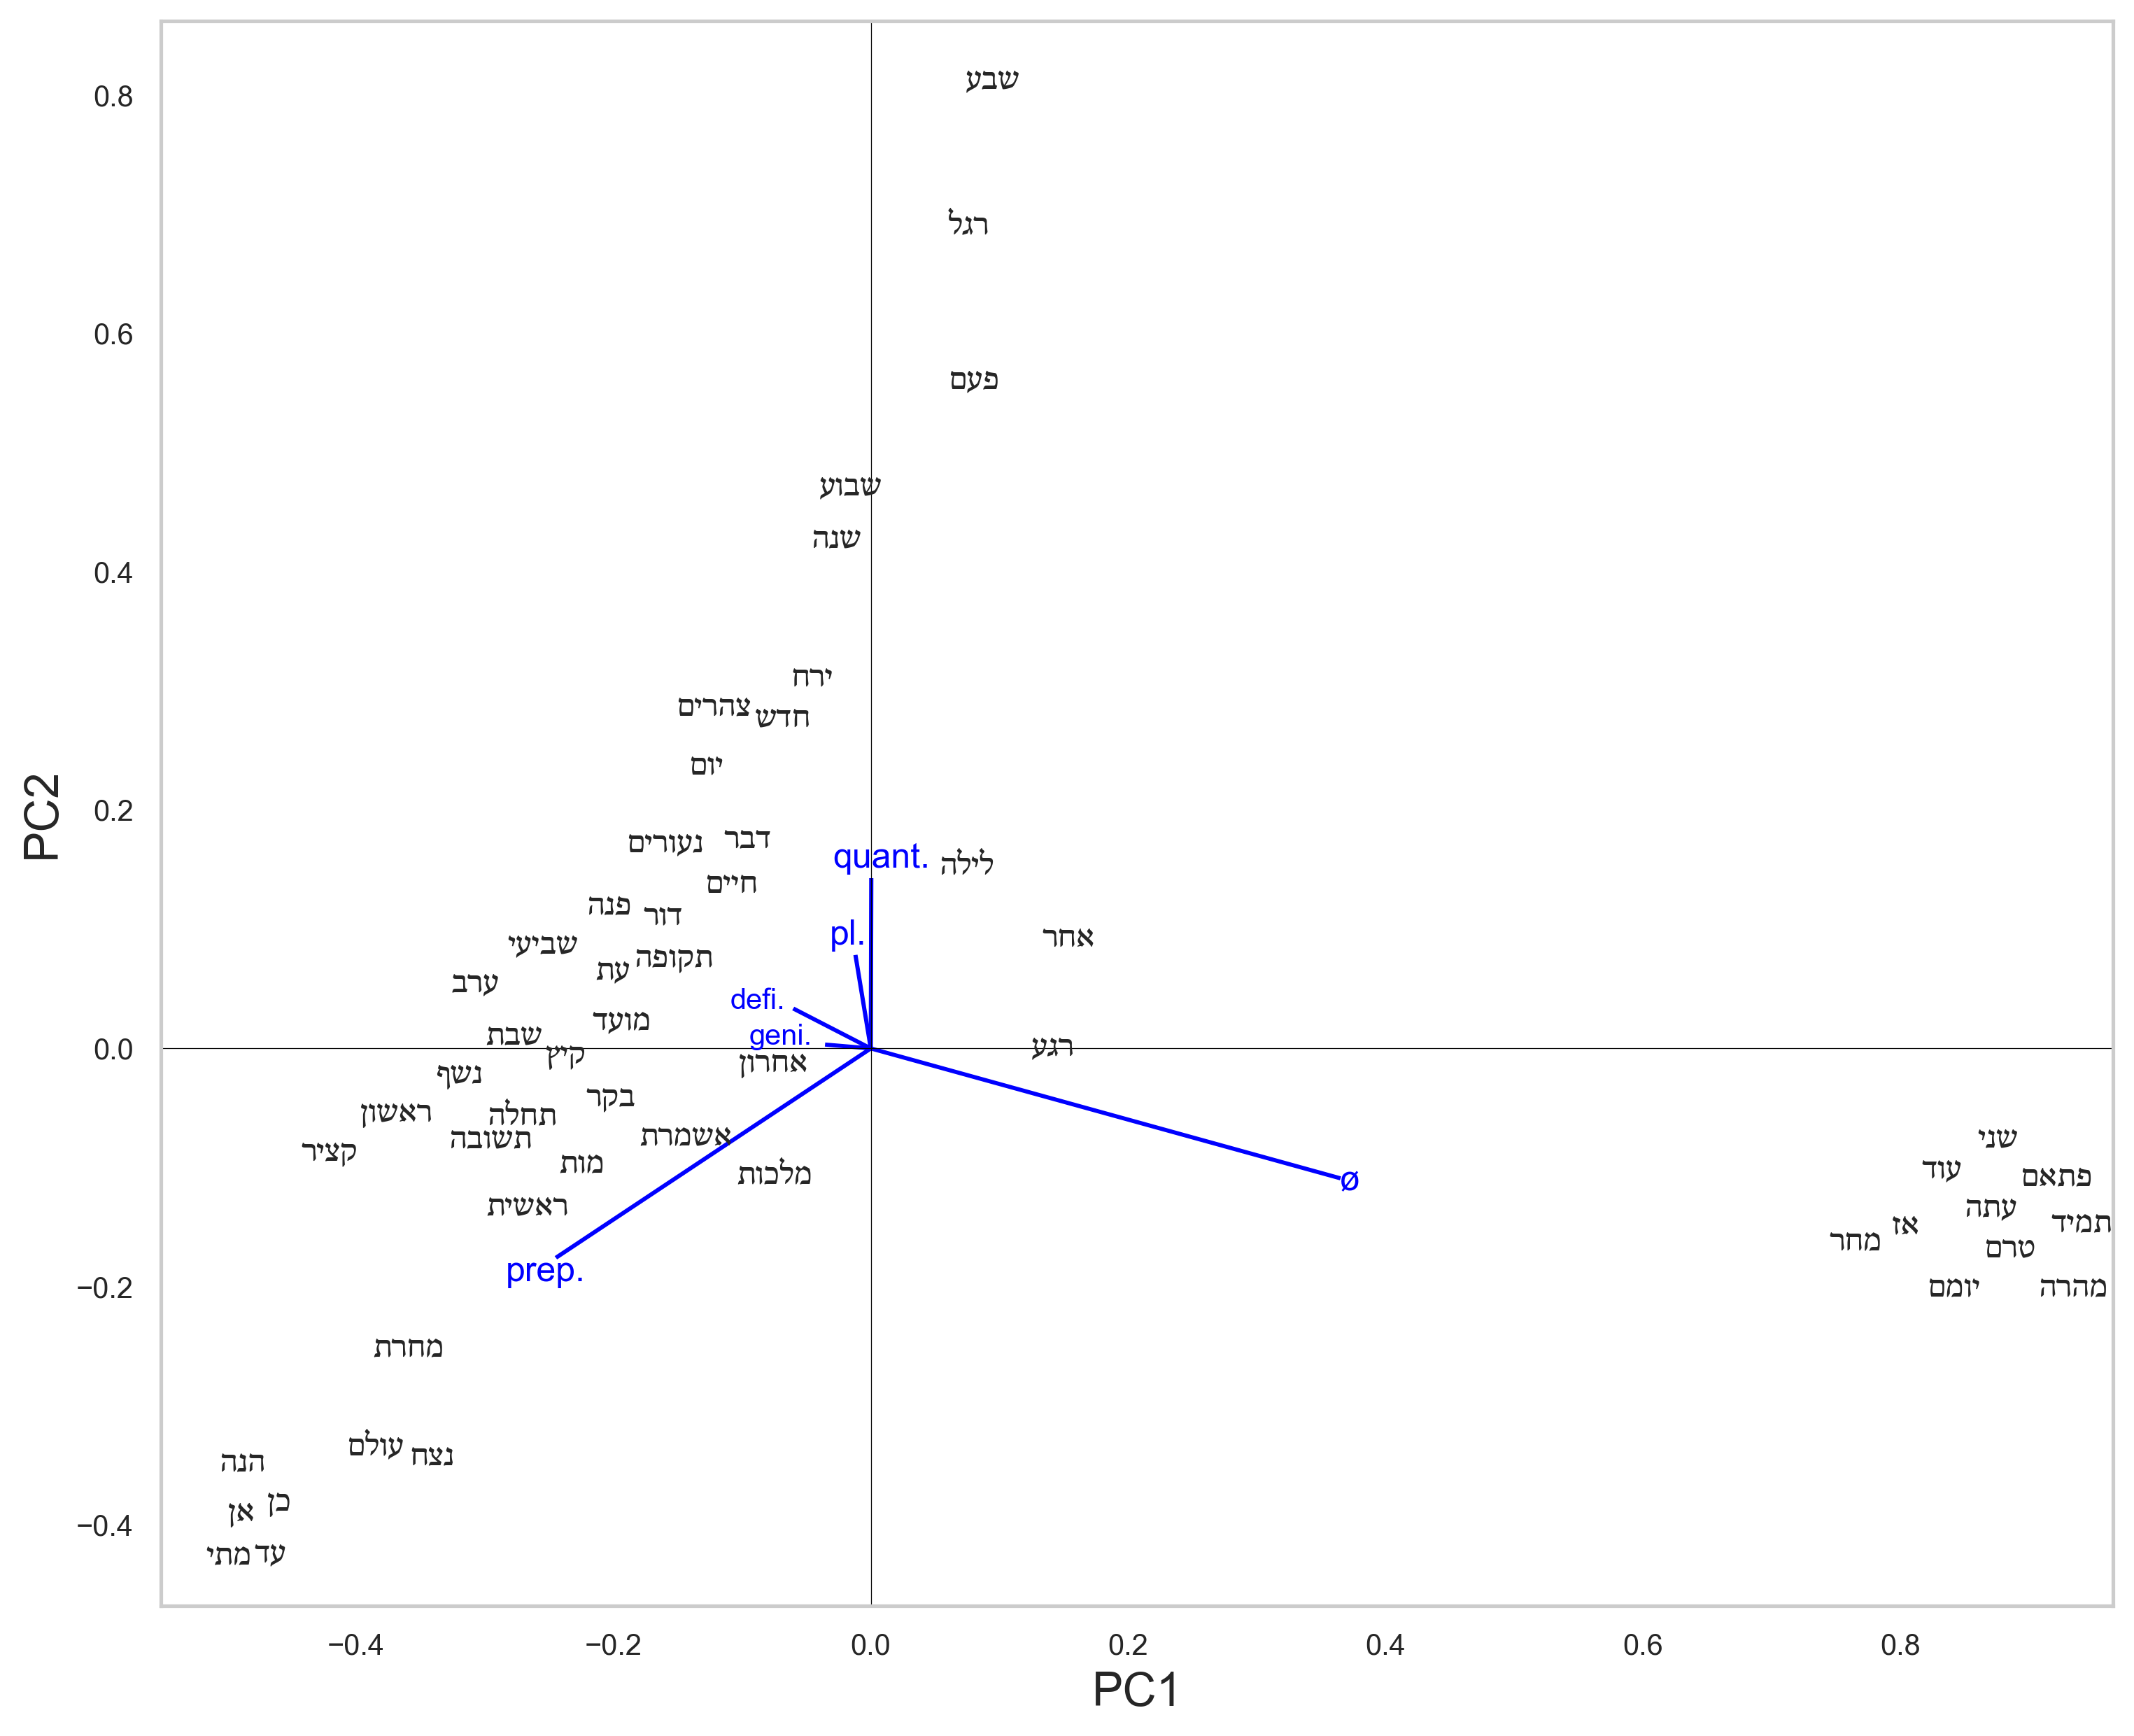 0.8
שבע
רגל
0.6
פעם
שבוע
שנה
0.4
ירח
צהרים
חדש
יום
PC2
0.2
נעורים
דבר
quant.
לילה
חיים
פנה
דור
pl.
אחר
שביעי
עת
תקופה
ערב
defi.
מועד
geni.
שבת
0.0
קיץ
אחרון
רגע
נשף
בקר
ראשון
תחלה
תשובה
אשמרת
קציר
מות
מלכות
ראשית
ø
שני
עוד
פתאם
עתה
אז
תמיד
מחר
טרם
יומם
מהרה
prep.
−0.2
מחרת
עולם
נצח
הנה
כן
אן
−0.4
מתי
עד
−0.4 −0.2 0.0 0.2 0.4 0.6 0.8
PC1